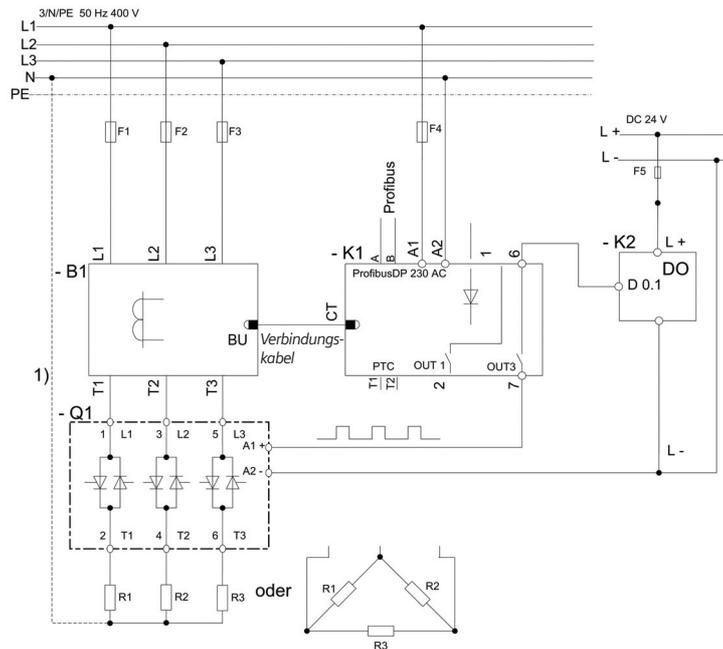 3/N/PE 50 Hz 400 V
L1
L2
L3
N
PE
DC 24 V
L +
L -
F1
F2
F3
F4
F5
Profibus
A
B
A1
A2
1
6
L1
L2
L3
- B1
- K1
ProfibusDP 230 AC
- K2
L +
DO
D 0.1
BU
Verbindungs-
kabel
CT
PTC
OUT 1
OUT3
T1
T2
2
7
1)
T1
T2
T3
- Q1
1
L1
3
L2
5
L3
A1 +
A2 -
L -
2
T1
4
T2
6
T3
R1
R2
R3
oder
R1
R2
R3